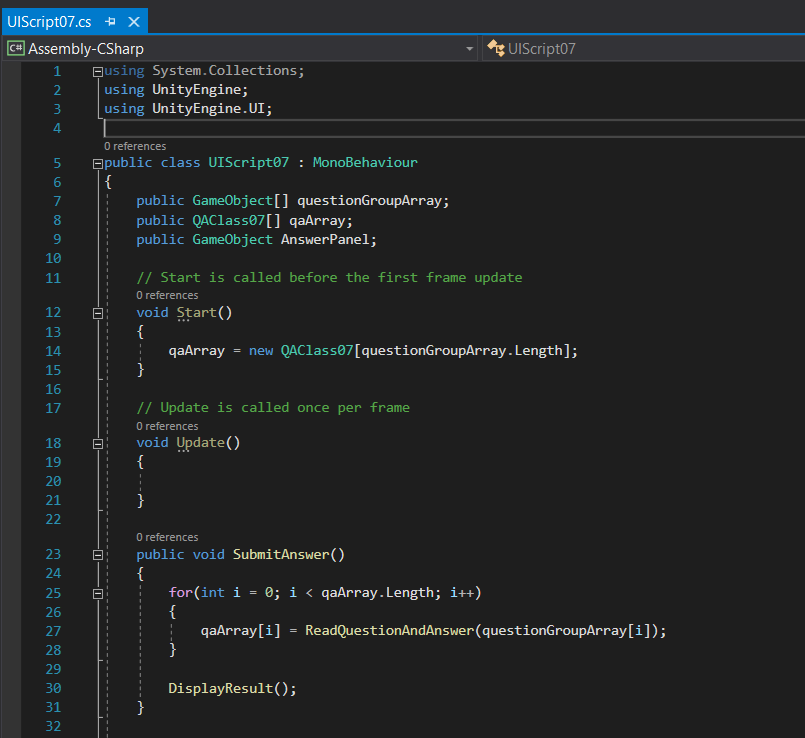 UIScript07.cs
C# Assembly-CSharp UIScript07
1 using System.Collections;
2 using UnityEngine;
3 using UnityEngine.UI;
4
0 references
5 public class UIScript07 : MonoBehaviour
6 {
7 public GameObject[] questionGroupArray;
8 public QAClass07[] qaArray;
9 public GameObject AnswerPanel;
10
11 // Start is called before the first frame update
0 references
12 void Start()
13 {
14 qaArray = new QAClass07[questionGroupArray.Length];
15 }
16
17 // Update is called once per frame
0 references
18 void Update()
19 {
20
21 }
22
0 references
23 public void SubmitAnswer()
24 {
25 for(int i = 0; i < qaArray.Length; i++)
26 {
27 qaArray[i] = ReadQuestionAndAnswer(questionGroupArray[i]);
28 }
29
30 DisplayResult();
31 }
32